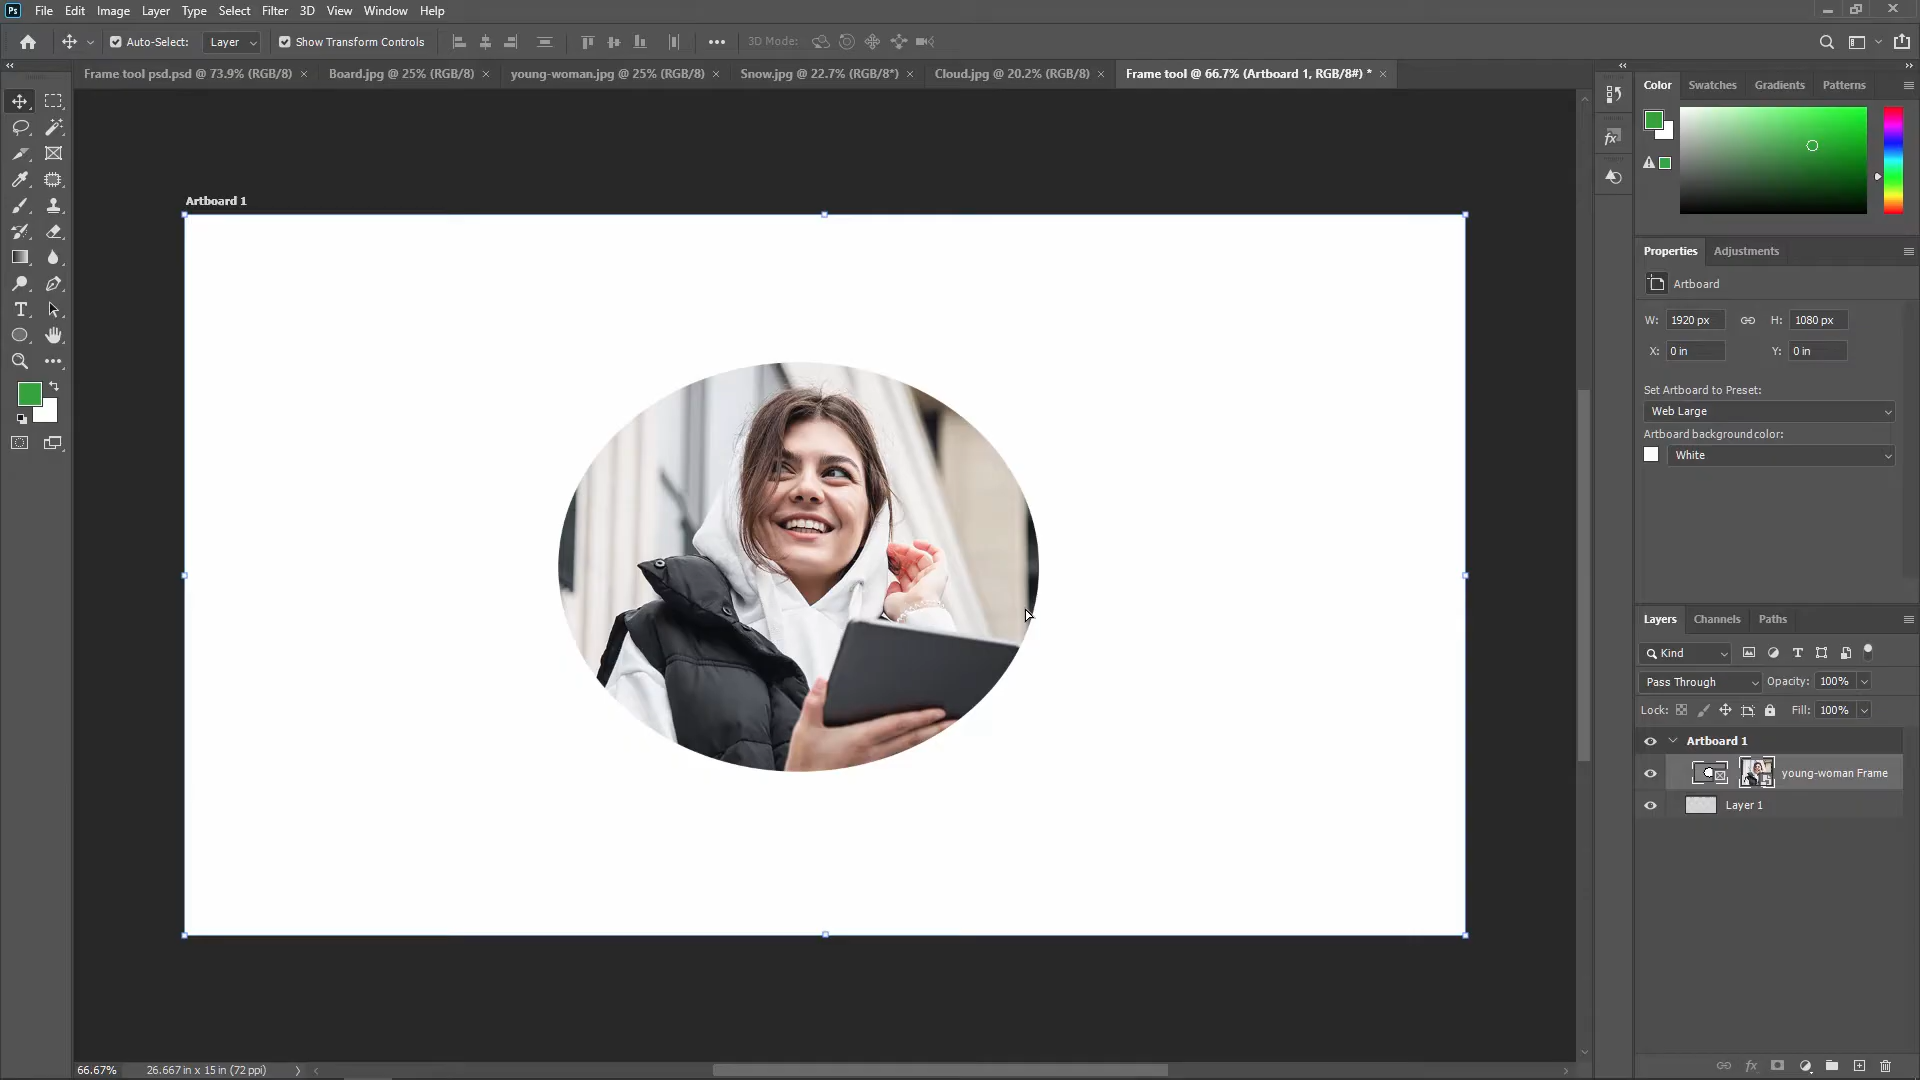 Ps File Edit Image Layer Type Select Filter 3D View Window Help
Auto-Select: Layer Show Transform Controls 3D Mode:
Frame tool psd.psd @ 73.9% (RGB/8) × Board.jpg @ 25% (RGB/8) × young-woman.jpg @ 25% (RGB/8) × Snow.jpg @ 22.7% (RGB/8*) × Cloud.jpg @ 20.2% (RGB/8) × Frame tool @ 66.7% (Artboard 1, RGB/8#) * ×
Color Swatches Gradients Patterns
Artboard 1
Properties Adjustments
Artboard
W: 1920 px H: 1080 px
X: 0 in Y: 0 in
Set Artboard to Preset:
Web Large
Artboard background color:
White
Layers Channels Paths
Kind
Pass Through Opacity: 100%
Lock: Fill: 100%
Artboard 1
young-woman Frame
Layer 1
66.67% 26.667 in x 15 in (72 ppi)
fx